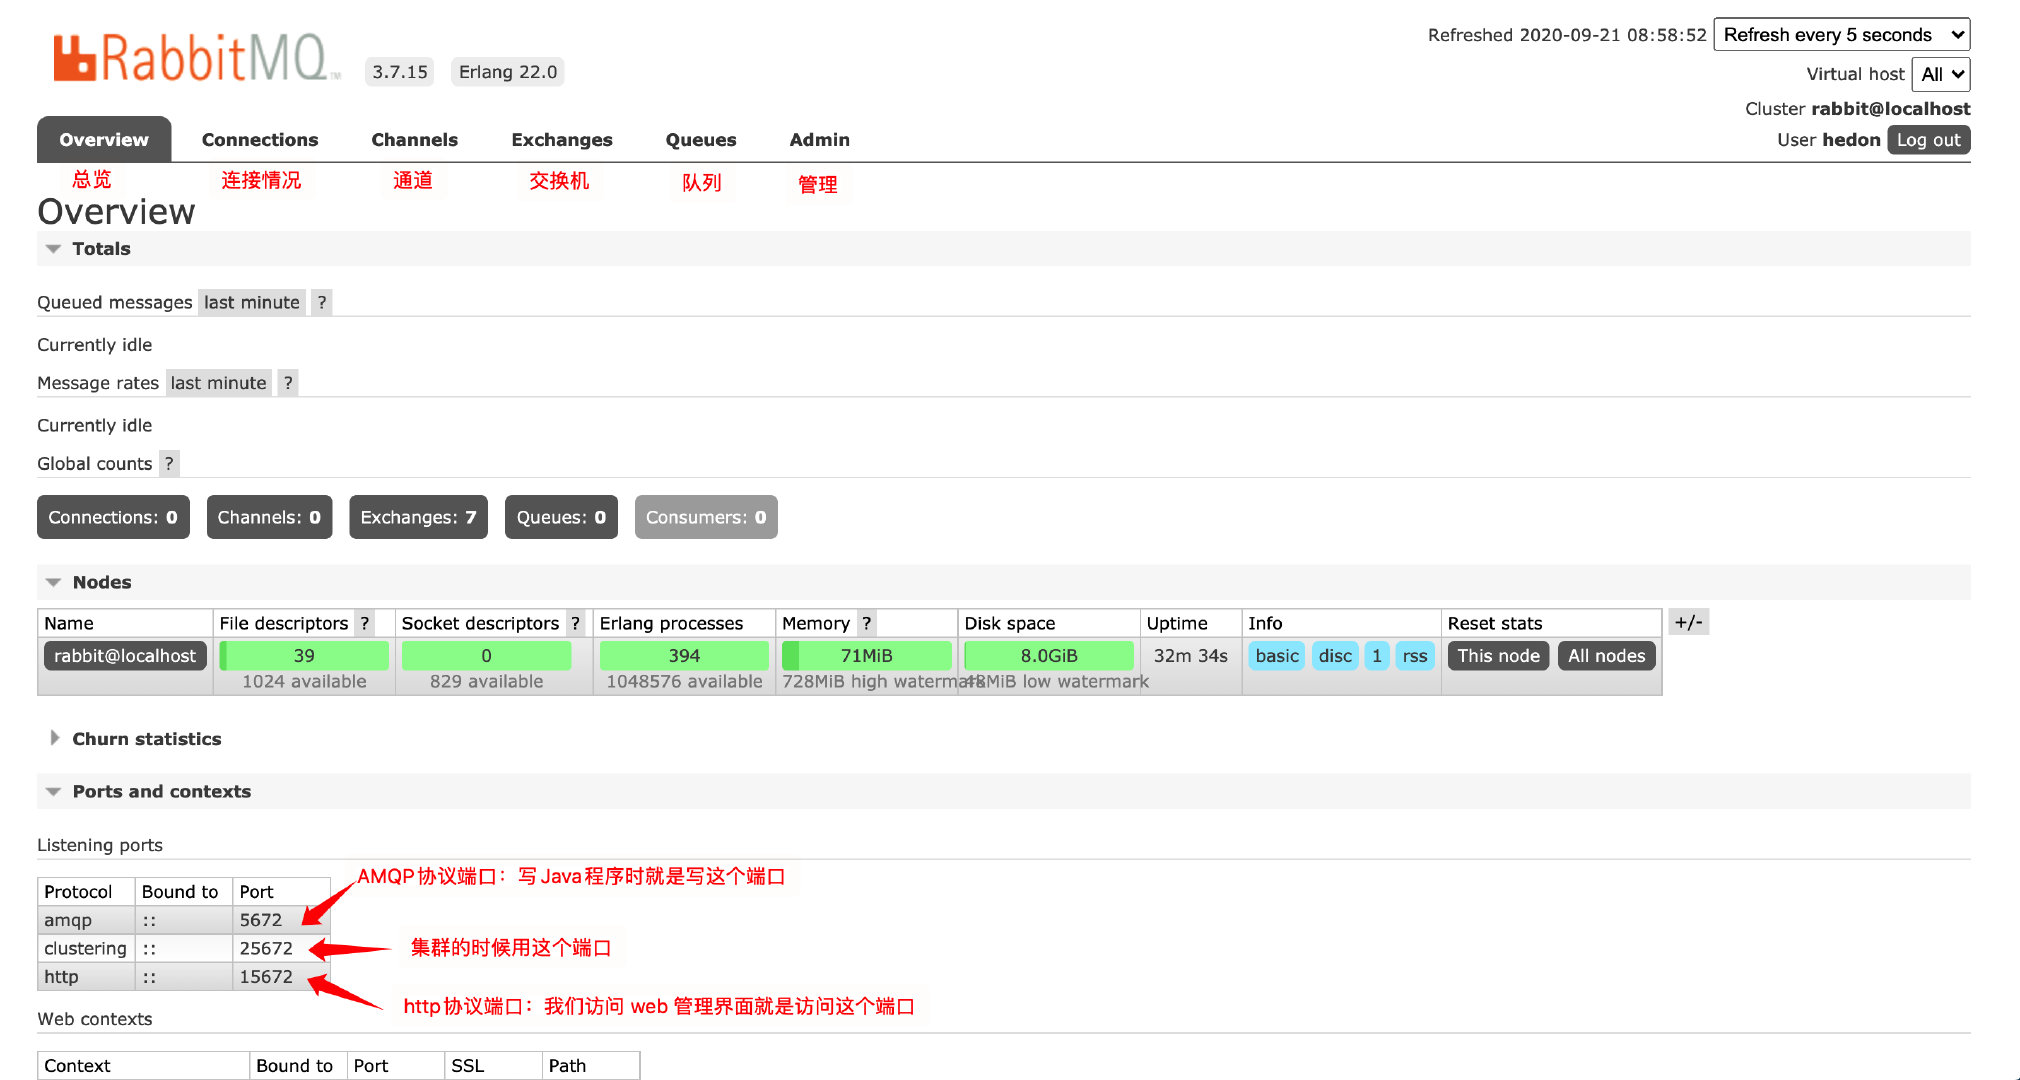 RabbitMQ TM 3.7.15 Erlang 22.0
Refreshed 2020-09-21 08:58:52 Refresh every 5 seconds
Virtual host All
Cluster rabbit@localhost
User hedon Log out
Overview Connections Channels Exchanges Queues Admin
总览 连接情况 通道 交换机 队列 管理
Overview
Totals
Queued messages last minute ?
Currently idle
Message rates last minute ?
Currently idle
Global counts ?
Connections: 0 Channels: 0 Exchanges: 7 Queues: 0 Consumers: 0
Nodes
Name File descriptors ? Socket descriptors ? Erlang processes Memory ? Disk space Uptime Info Reset stats +/-
rabbit@localhost 39 0 394 71MiB 8.0GiB 32m 34s basic disc 1 rss This node All nodes
1024 available 829 available 1048576 available 728MiB high watermark 48MiB low watermark
Churn statistics
Ports and contexts
Listening ports
AMQP协议端口：写Java程序时就是写这个端口
Protocol Bound to Port
amqp :: 5672
clustering :: 25672 集群的时候用这个端口
http :: 15672
http协议端口：我们访问 web 管理界面就是访问这个端口
Web contexts
Context Bound to Port SSL Path